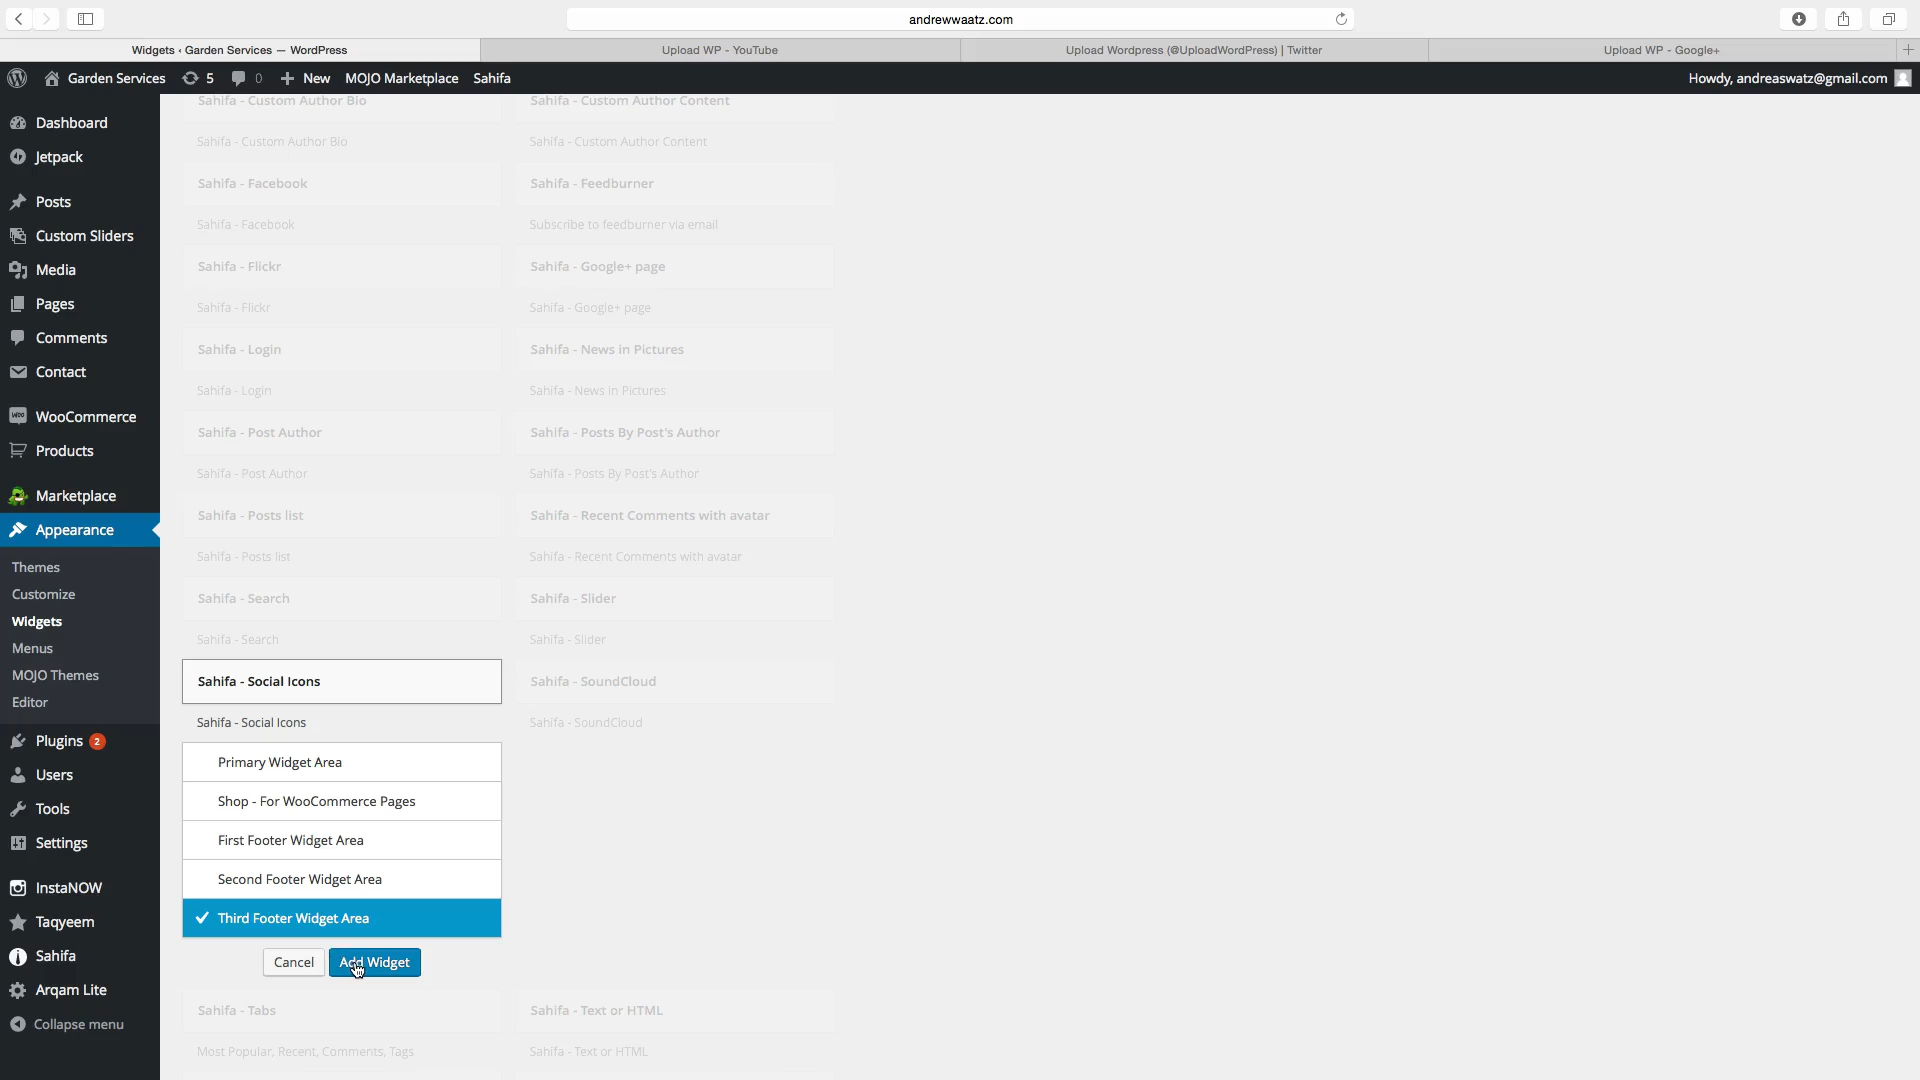 andrewwaatz.com
Widgets ‹ Garden Services — WordPress
Upload WP - YouTube
Upload Wordpress (@UploadWordPress) | Twitter
Upload WP - Google+
Garden Services
5
0
New
MOJO Marketplace
Sahifa
Howdy, andreaswatz@gmail.com
Dashboard
Jetpack
Posts
Custom Sliders
Media
Pages
Comments
Contact
WooCommerce
Products
Marketplace
Appearance
Themes
Customize
Widgets
Menus
MOJO Themes
Editor
Plugins 2
Users
Tools
Settings
InstaNOW
Taqyeem
Sahifa
Arqam Lite
Collapse menu
Sahifa - Custom Author Bio
Sahifa - Custom Author Content
Sahifa - Custom Author Bio
Sahifa - Custom Author Content
Sahifa - Facebook
Sahifa - Feedburner
Sahifa - Facebook
Subscribe to feedburner via email
Sahifa - Flickr
Sahifa - Google+ page
Sahifa - Flickr
Sahifa - Google+ page
Sahifa - Login
Sahifa - News in Pictures
Sahifa - Login
Sahifa - News in Pictures
Sahifa - Post Author
Sahifa - Posts By Post's Author
Sahifa - Post Author
Sahifa - Posts By Post's Author
Sahifa - Posts list
Sahifa - Recent Comments with avatar
Sahifa - Posts list
Sahifa - Recent Comments with avatar
Sahifa - Search
Sahifa - Slider
Sahifa - Search
Sahifa - Slider
Sahifa - Social Icons
Sahifa - SoundCloud
Sahifa - Social Icons
Sahifa - SoundCloud
Primary Widget Area
Shop - For WooCommerce Pages
First Footer Widget Area
Second Footer Widget Area
Third Footer Widget Area
Cancel
Add Widget
Sahifa - Tabs
Sahifa - Text or HTML
Most Popular, Recent, Comments, Tags
Sahifa - Text or HTML